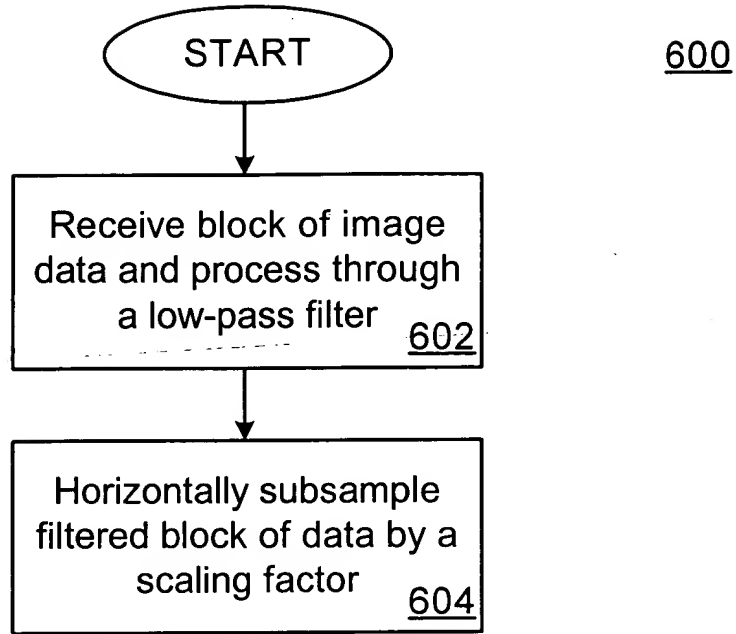 START
600
Receive block of image
data and process through
a low-pass filter
602
Horizontally subsample
filtered block of data by a
scaling factor
604